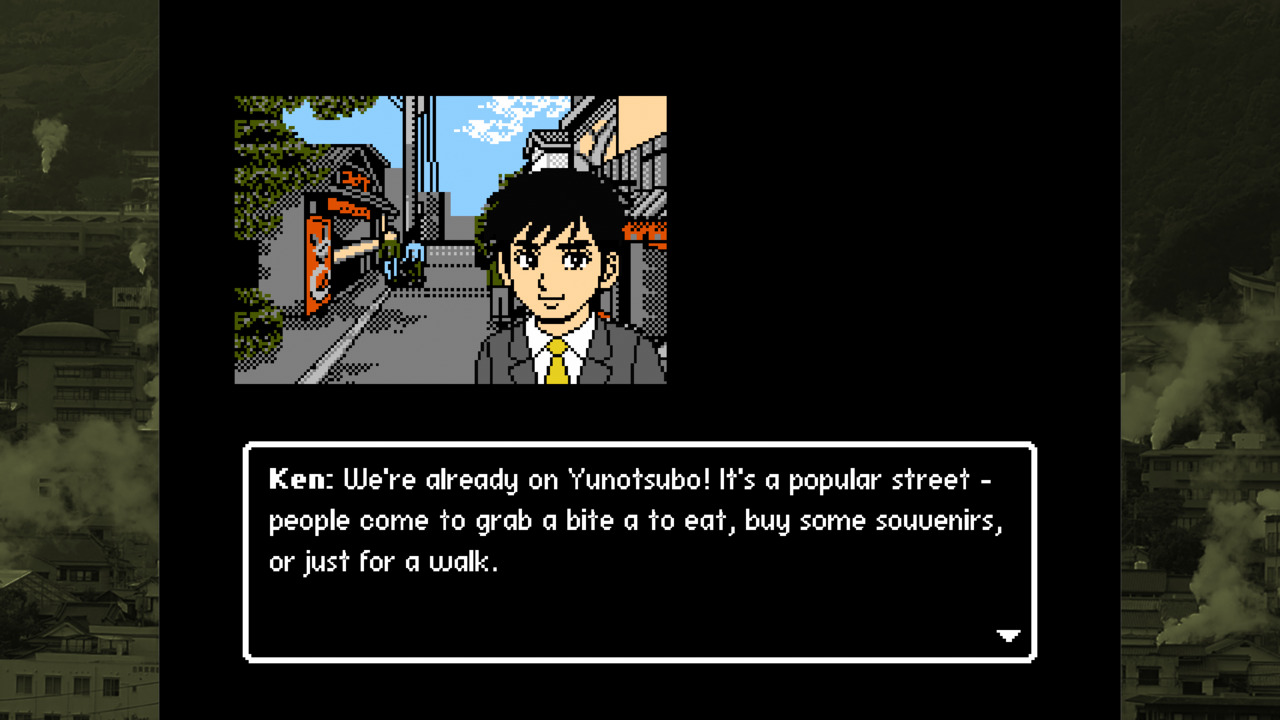 Ken: We're already on Yunotsubo! It's a popular street -
people come to grab a bite a to eat, buy some souvenirs,
or just for a walk.